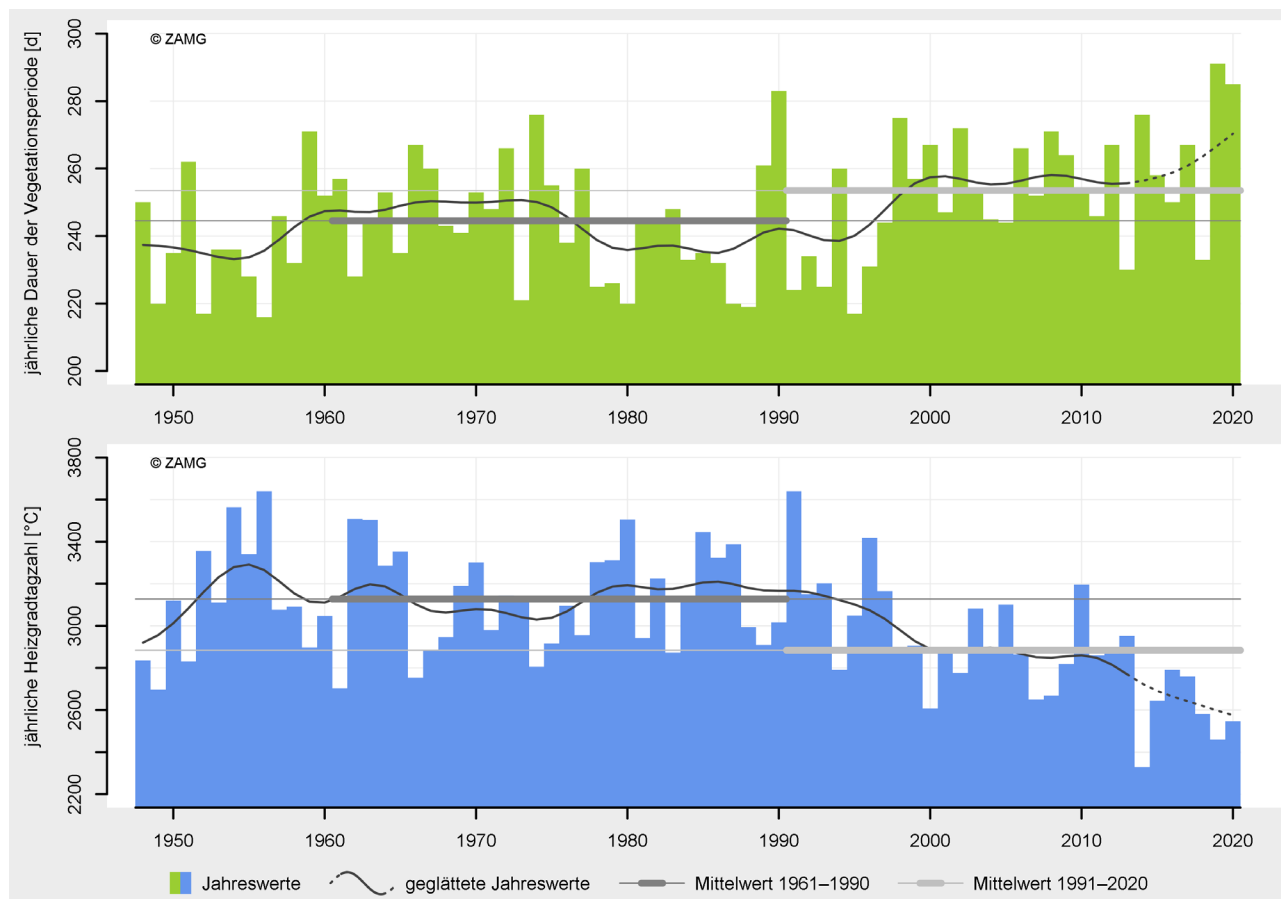 jährliche Dauer der Vegetationsperiode [d]
© ZAMG
300
280
260
240
220
200
1950 1960 1970 1980 1990 2000 2010 2020
jährliche Heizgradtagzahl [°C]
© ZAMG
3800
3400
3000
2600
2200
1950 1960 1970 1980 1990 2000 2010 2020
Jahreswerte geglättete Jahreswerte Mittelwert 1961–1990 Mittelwert 1991–2020